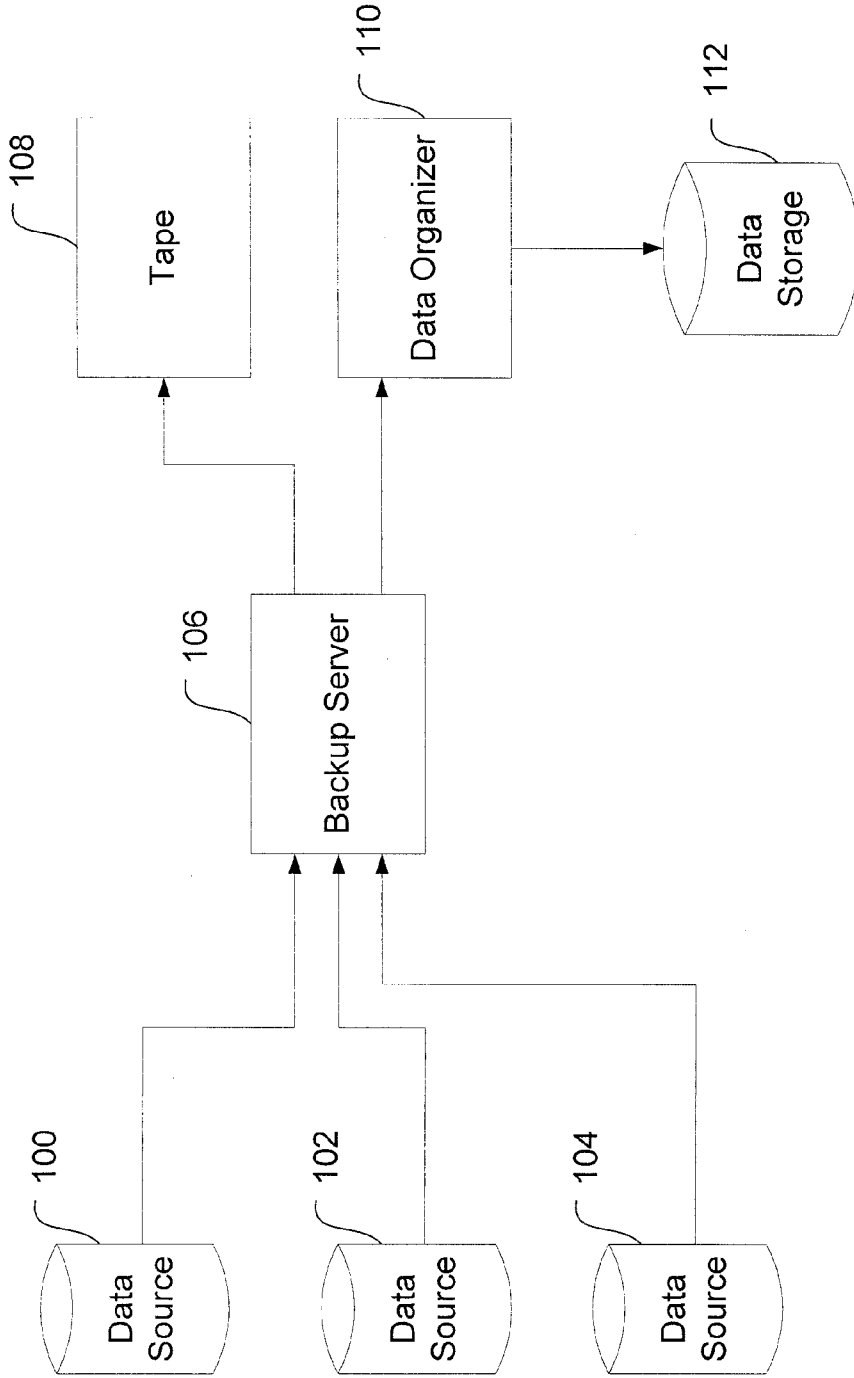 100
Data
Source
102
Data
Source
104
Data
Source
106
Backup Server
108
Tape
110
Data Organizer
112
Data
Storage